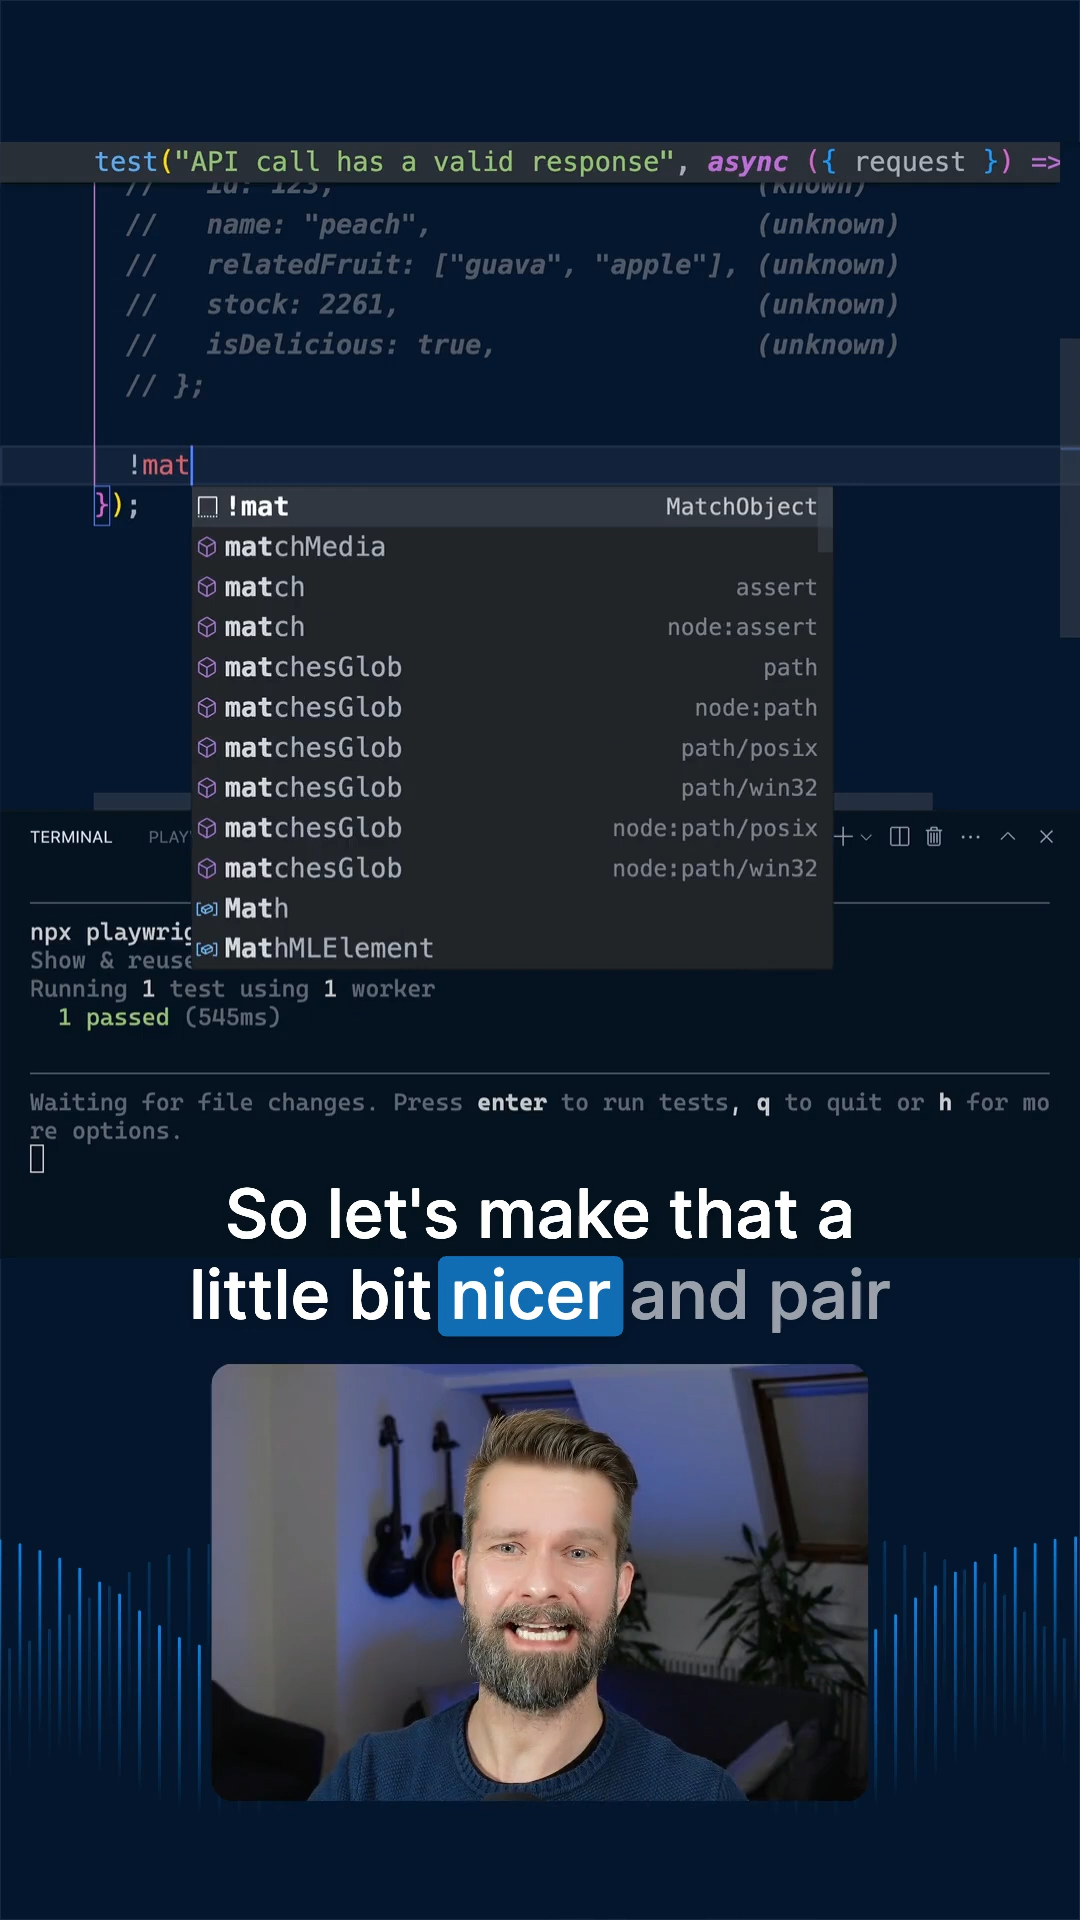 test("API call has a valid response", async ({ request }) =>
//   id: 123,   (known)
//   name: "peach",   (unknown)
//   relatedFruit: ["guava", "apple"],   (unknown)
//   stock: 2261,   (unknown)
//   isDelicious: true,   (unknown)
// };
!mat
});
!mat   MatchObject
matchMedia
match   assert
match   node:assert
matchesGlob   path
matchesGlob   node:path
matchesGlob   path/posix
matchesGlob   path/win32
matchesGlob   node:path/posix
matchesGlob   node:path/win32
Math
MathMLElement
TERMINAL   PLAY
npx playwrig
Show & reuse
Running 1 test using 1 worker
1 passed (545ms)
Waiting for file changes. Press enter to run tests, q to quit or h for mo
re options.
So let's make that a
little bit nicer and pair